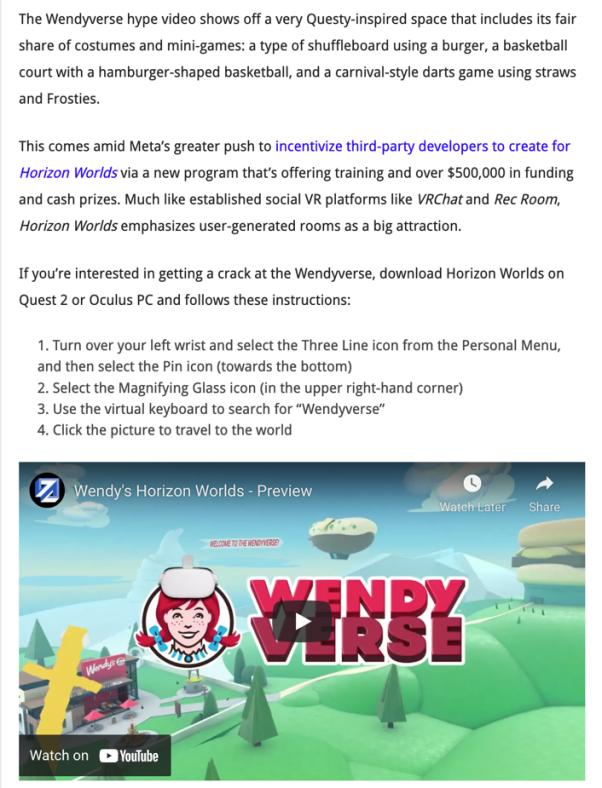 The Wendyverse hype video shows off a very Questy-inspired space that includes its fair
share of costumes and mini-games: a type of shuffleboard using a burger, a basketball
court with a hamburger-shaped basketball, and a carnival-style darts game using straws
and Frosties.
This comes amid Meta's greater push to incentivize third-party developers to create for
Horizon Worlds via a new program that's offering training and over $500,000 in funding
and cash prizes. Much like established social VR platforms like VRChat and Rec Room,
Horizon Worlds emphasizes user-generated rooms as a big attraction.
If you're interested in getting a crack at the Wendyverse, download Horizon Worlds on
Quest 2 or Oculus PC and follows these instructions:
1. Turn over your left wrist and select the Three Line icon from the Personal Menu,
and then select the Pin icon (towards the bottom)
2. Select the Magnifying Glass icon (in the upper right-hand corner)
3. Use the virtual keyboard to search for “Wendyverse”
4. Click the picture to travel to the world
Wendy's Horizon Worlds - Preview
Watch Later
Share
WELCOME TO THE WENDYVERSE!
WENDY
VERSE
Wendy's
Watch on YouTube